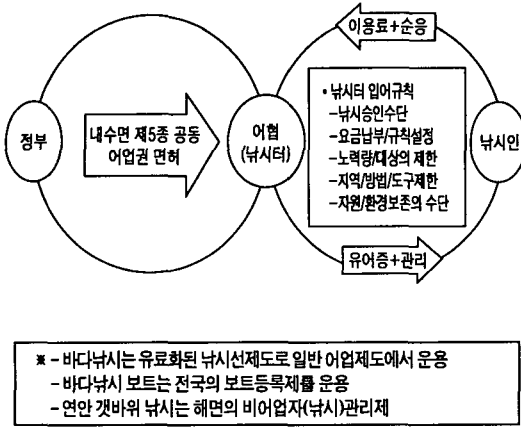 이용료+순응
정부
내수면 제5종 공동
어업권 면허
어협
(낚시터)
• 낚시터 입어규칙
-낚시승인수단
-요금납부/규칙설정
-노력량/대상의 제한
-지역/방법/도구제한
-자원/환경보존의 수단
낚시인
유어증+관리
※ - 바다낚시는 유료화된 낚시선제도로 일반 어업제도에서 운용
- 바다낚시 보트는 전국의 보트등록제를 운용
- 연안 갯바위 낚시는 해면의 비어업자(낚시)관리제